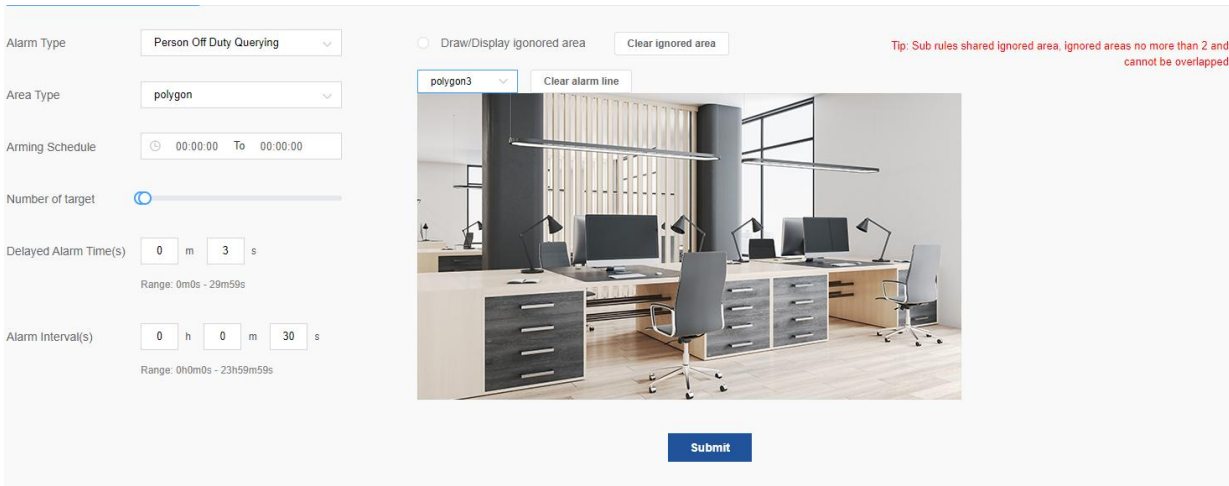 Alarm Type
Person Off Duty Querying
Draw/Display igonored area
Clear ignored area
Tip: Sub rules shared ignored area, ignored areas no more than 2 and
cannot be overlapped
polygon3
Clear alarm line
Area Type
polygon
Arming Schedule
00:00:00 To 00:00:00
Number of target
Delayed Alarm Time(s)
0 m 3 s
Range: 0m0s - 29m59s
Alarm Interval(s)
0 h 0 m 30 s
Range: 0h0m0s - 23h59m59s
Submit